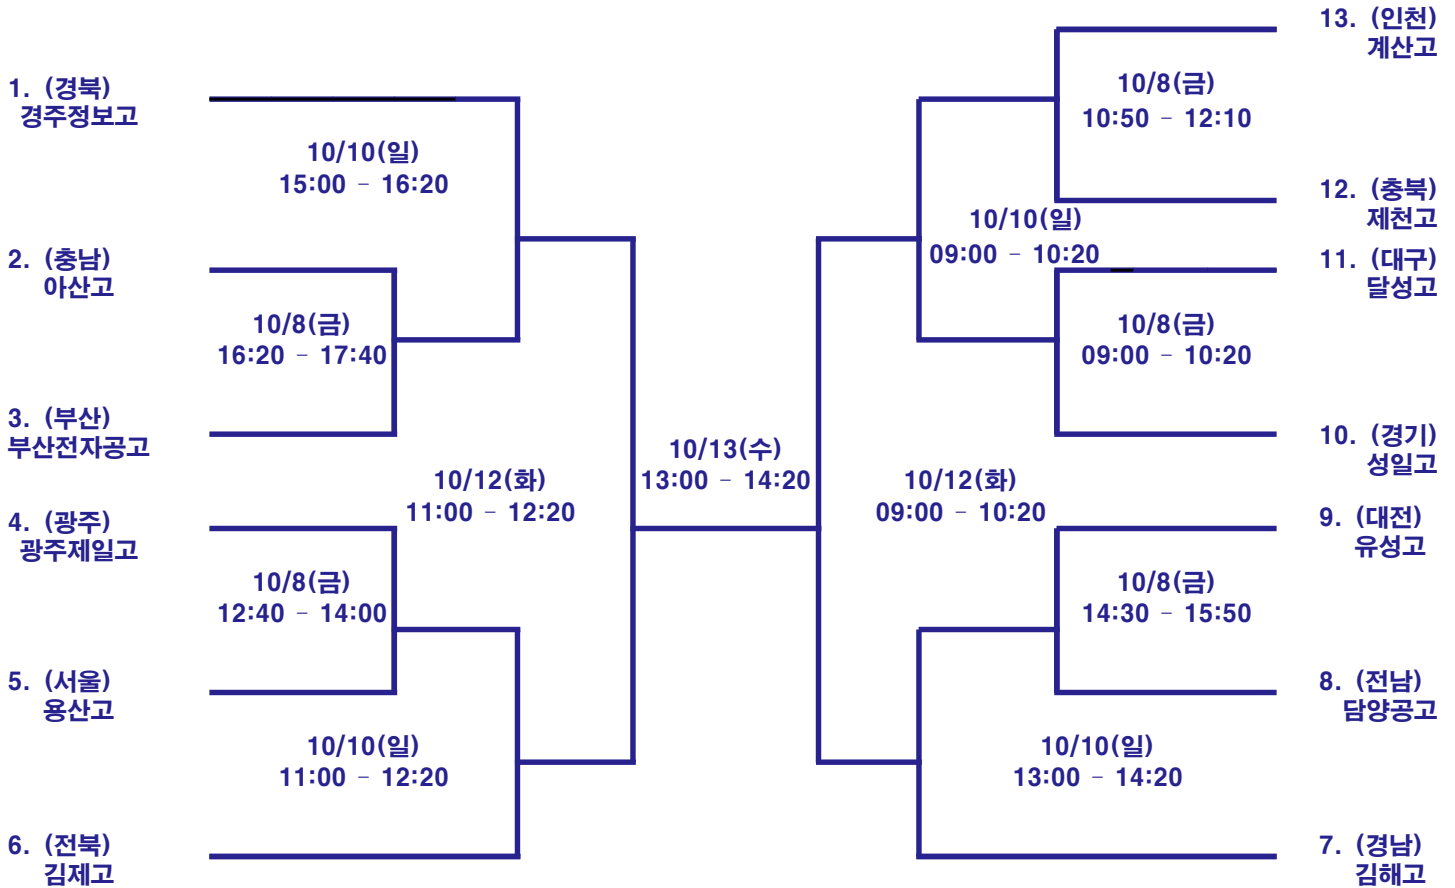 1. (경북)
경주정보고
10/10(일)
15:00 - 16:20
2. (충남)
아산고
10/8(금)
16:20 - 17:40
3. (부산)
부산전자공고
10/12(화)
11:00 - 12:20
4. (광주)
광주제일고
10/8(금)
12:40 - 14:00
5. (서울)
용산고
10/10(일)
11:00 - 12:20
6. (전북)
김제고
10/13(수)
13:00 - 14:20
13. (인천)
계산고
10/8(금)
10:50 - 12:10
12. (충북)
제천고
10/10(일)
09:00 - 10:20
11. (대구)
달성고
10/8(금)
09:00 - 10:20
10. (경기)
성일고
10/12(화)
09:00 - 10:20
9. (대전)
유성고
10/8(금)
14:30 - 15:50
8. (전남)
담양공고
10/10(일)
13:00 - 14:20
7. (경남)
김해고